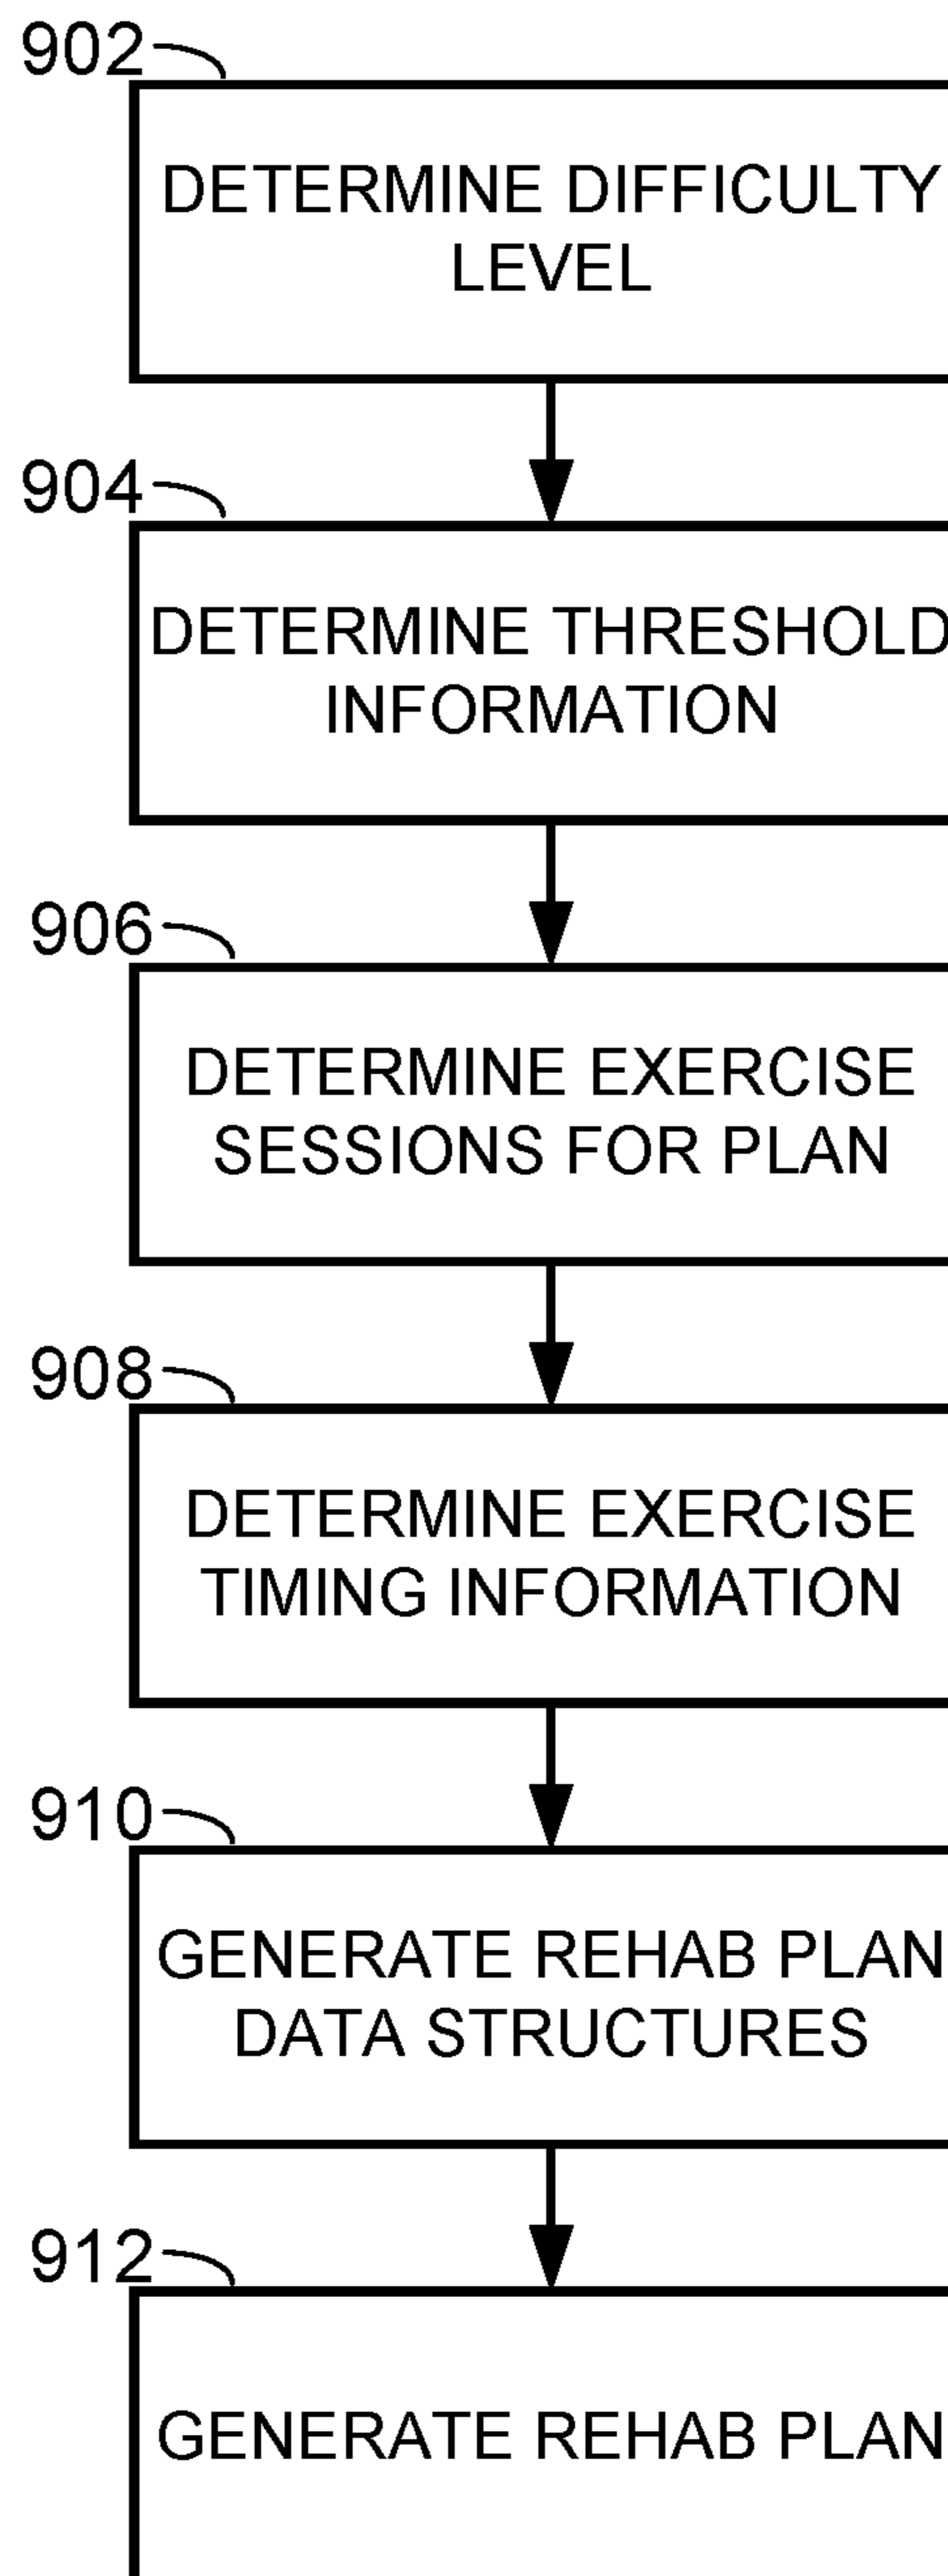 902
DETERMINE DIFFICULTY
LEVEL
904
DETERMINE THRESHOLD
INFORMATION
906
DETERMINE EXERCISE
SESSIONS FOR PLAN
908
DETERMINE EXERCISE
TIMING INFORMATION
910
GENERATE REHAB PLAN
DATA STRUCTURES
912
GENERATE REHAB PLAN